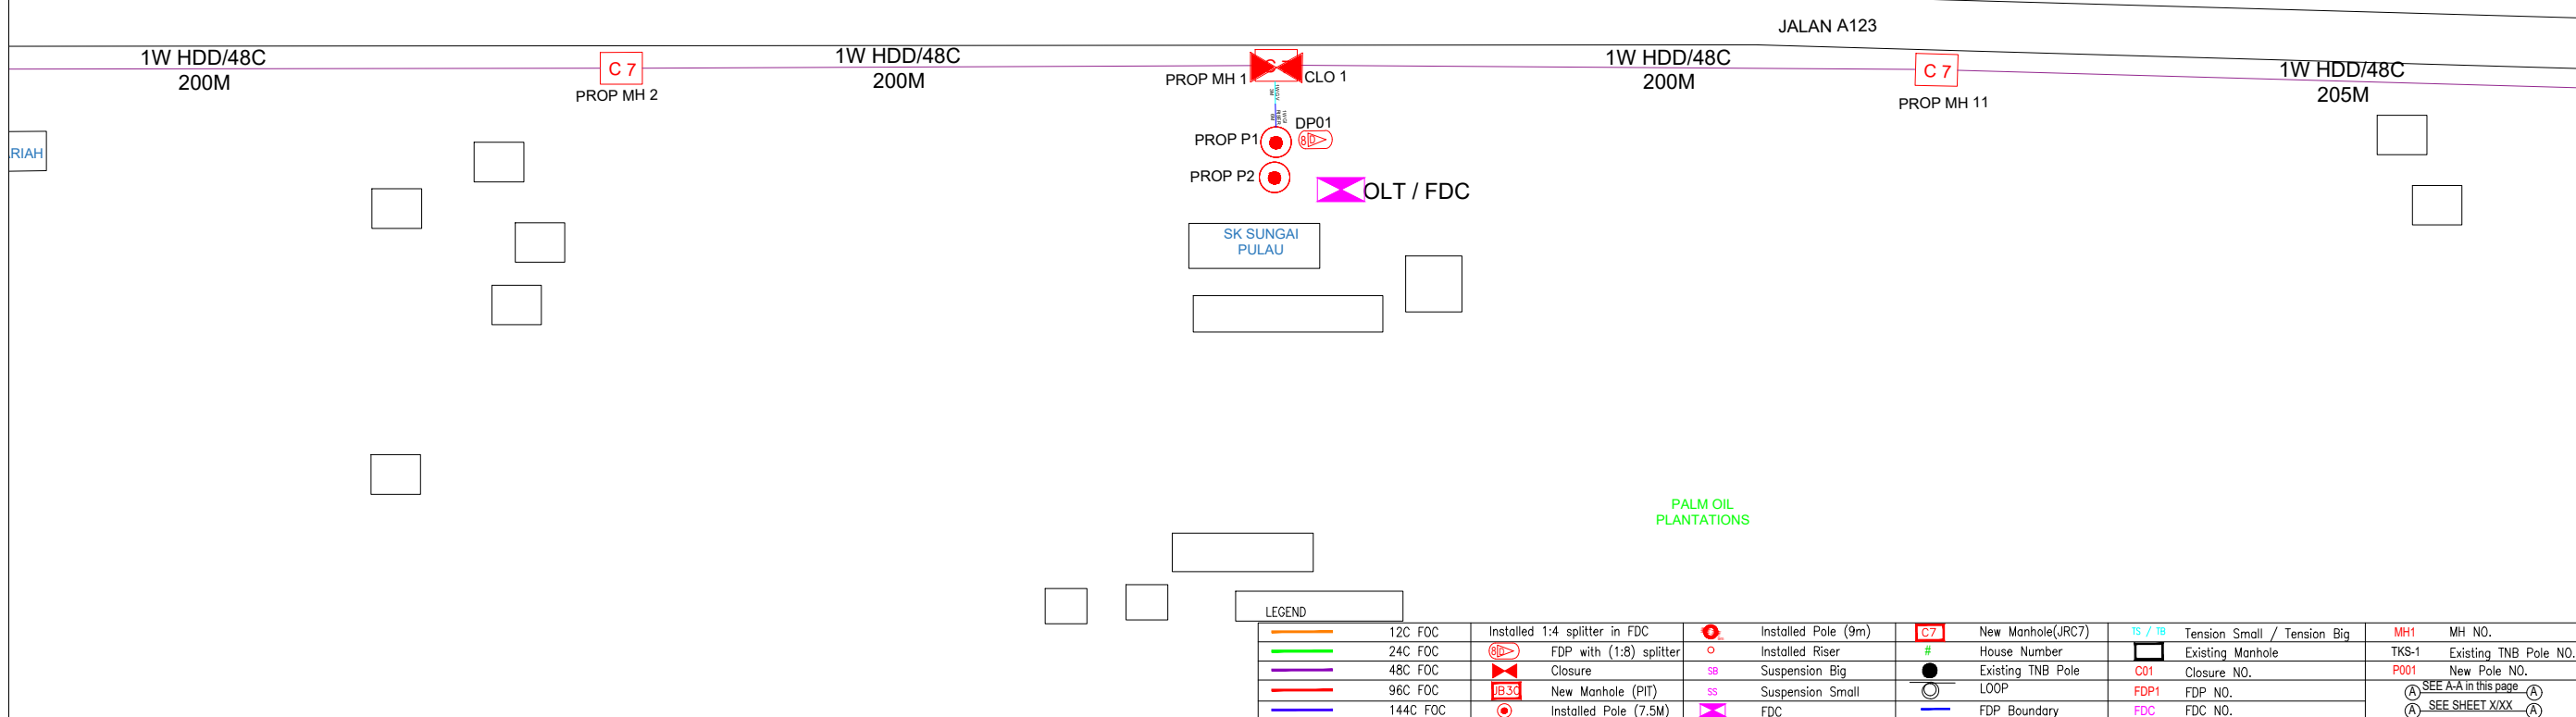 JALAN A123
1W HDD/48C
200M
C 7
PROP MH 2
1W HDD/48C
200M
PROP MH 1
CLO 1
1W HDD/48C
200M
C 7
PROP MH 11
1W HDD/48C
205M
RIAH
PROP P1
DP01
8
PROP P2
OLT / FDC
SK SUNGAI
PULAU
PALM OIL
PLANTATIONS
LEGEND
12C FOC
Installed 1:4 splitter in FDC
Installed Pole (9m)
C7 New Manhole(JRC7)
TS / TB Tension Small / Tension Big
MH1 MH NO.
24C FOC
8 FDP with (1:8) splitter
Installed Riser
# House Number
Existing Manhole
TKS-1 Existing TNB Pole NO.
48C FOC
Closure
SB Suspension Big
Existing TNB Pole
C01 Closure NO.
P001 New Pole NO.
96C FOC
JB30 New Manhole (PIT)
SS Suspension Small
LOOP
FDP1 FDP NO.
A SEE A-A in this page A
144C FOC
Installed Pole (7.5M)
FDC
FDP Boundary
FDC FDC NO.
A SEE SHEET X/XX A